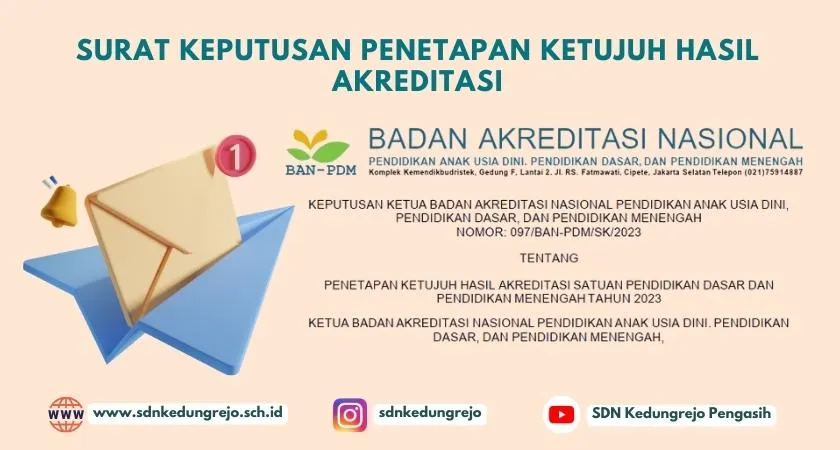 SURAT KEPUTUSAN PENETAPAN KETUJUH HASIL
AKREDITASI
1
BAN-PDM
BADAN AKREDITASI NASIONAL
PENDIDIKAN ANAK USIA DINI. PENDIDIKAN DASAR, DAN PENDIDIKAN MENENGAH
Komplek Kemendikbudristek, Gedung F, Lantai 2. Jl. RS. Fatmawati, Cipete, Jakarta Selatan Telepon (021)75914887
KEPUTUSAN KETUA BADAN AKREDITASI NASIONAL PENDIDIKAN ANAK USIA DINI,
PENDIDIKAN DASAR, DAN PENDIDIKAN MENENGAH
NOMOR: 097/BAN-PDM/SK/2023
TENTANG
PENETAPAN KETUJUH HASIL AKREDITASI SATUAN PENDIDIKAN DASAR DAN
PENDIDIKAN MENENGAH TAHUN 2023
KETUA BADAN AKREDITASI NASIONAL PENDIDIKAN ANAK USIA DINI. PENDIDIKAN
DASAR, DAN PENDIDIKAN MENENGAH,
WWW www.sdnkedungrejo.sch.id
sdnkedungrejo
SDN Kedungrejo Pengasih